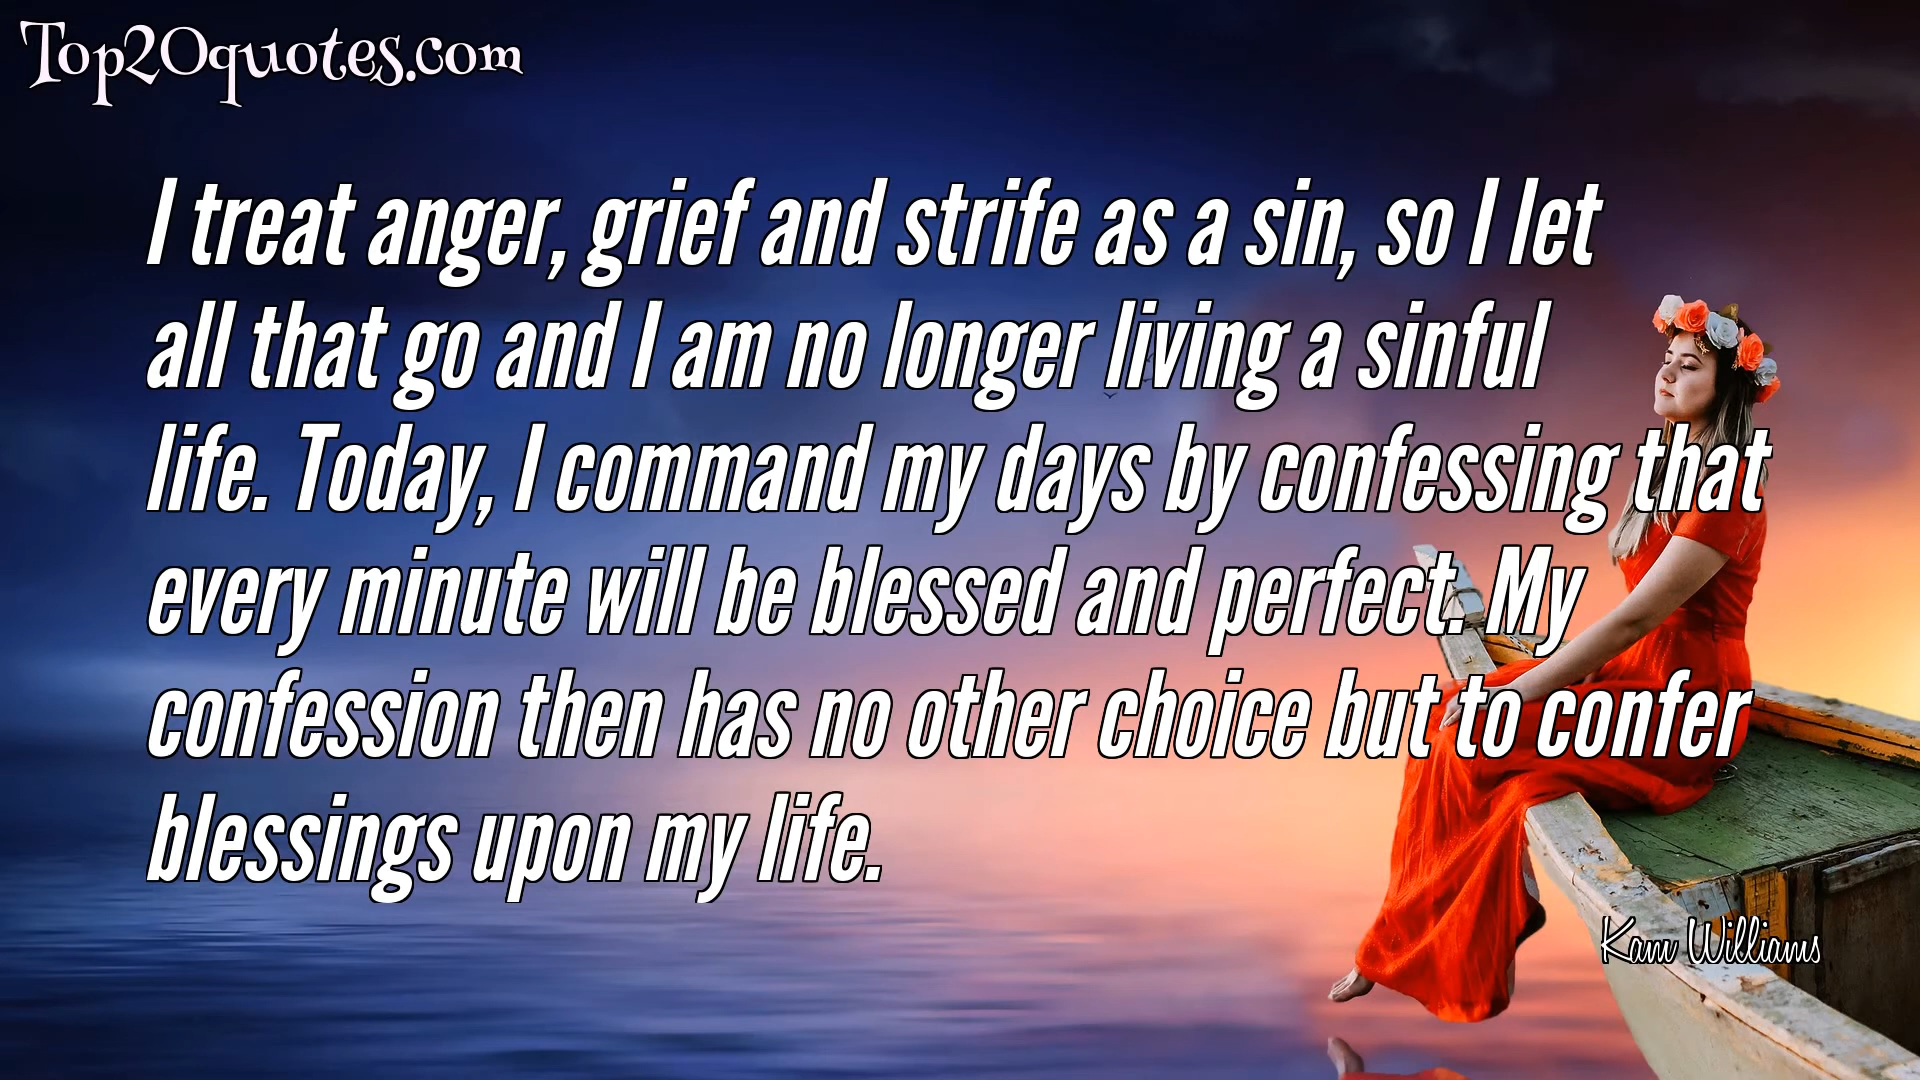 Top20quotes.com
I treat anger, grief and strife as a sin, so I let
all that go and I am no longer living a sinful
life. Today, I command my days by confessing that
every minute will be blessed and perfect. My
confession then has no other choice but to confer
blessings upon my life.
Kam Williams